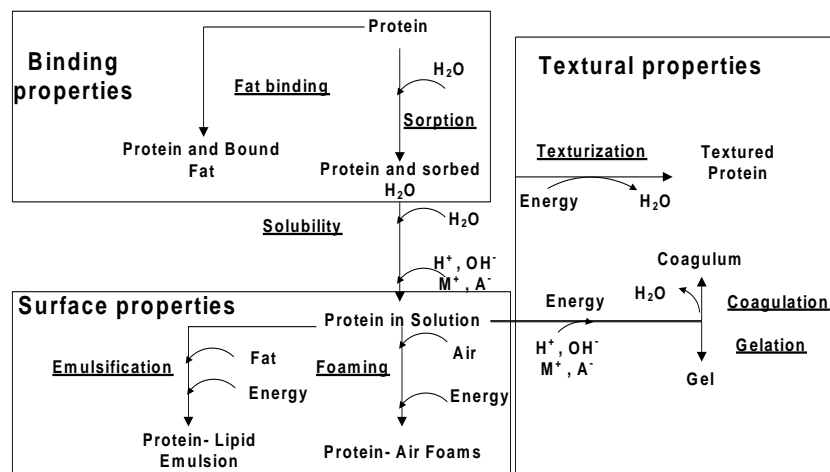 Protein
Binding
properties
H₂O
Fat binding
Sorption
Protein and Bound
Fat
Protein and sorbed
H₂O
Solubility
H₂O
H⁺ , OH⁻
M⁺ , A⁻
Surface properties
Protein in Solution
Emulsification
Fat
Energy
Foaming
Air
Energy
Protein- Lipid
Emulsion
Protein- Air Foams
Textural properties
Texturization
Textured
Protein
Energy
H₂O
Coagulum
Energy
H₂O
Coagulation
H⁺ , OH⁻
M⁺ , A⁻
Gelation
Gel